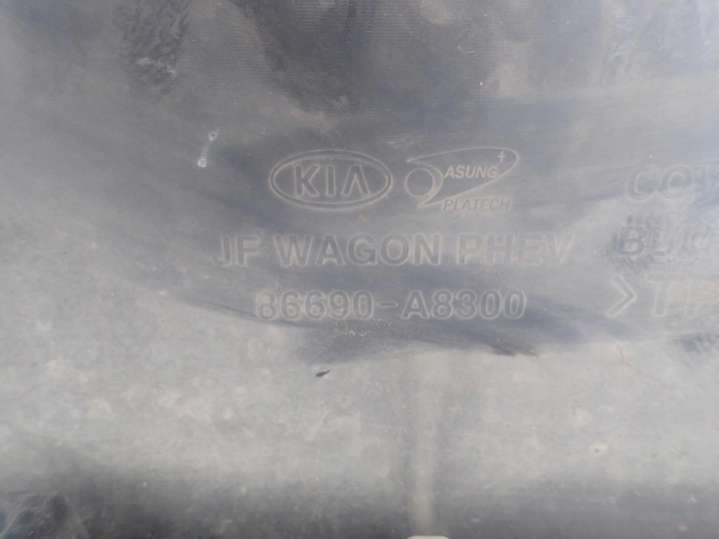 KIA ASUNG PLATECH
JF WAGON PHEV
86690-A8300